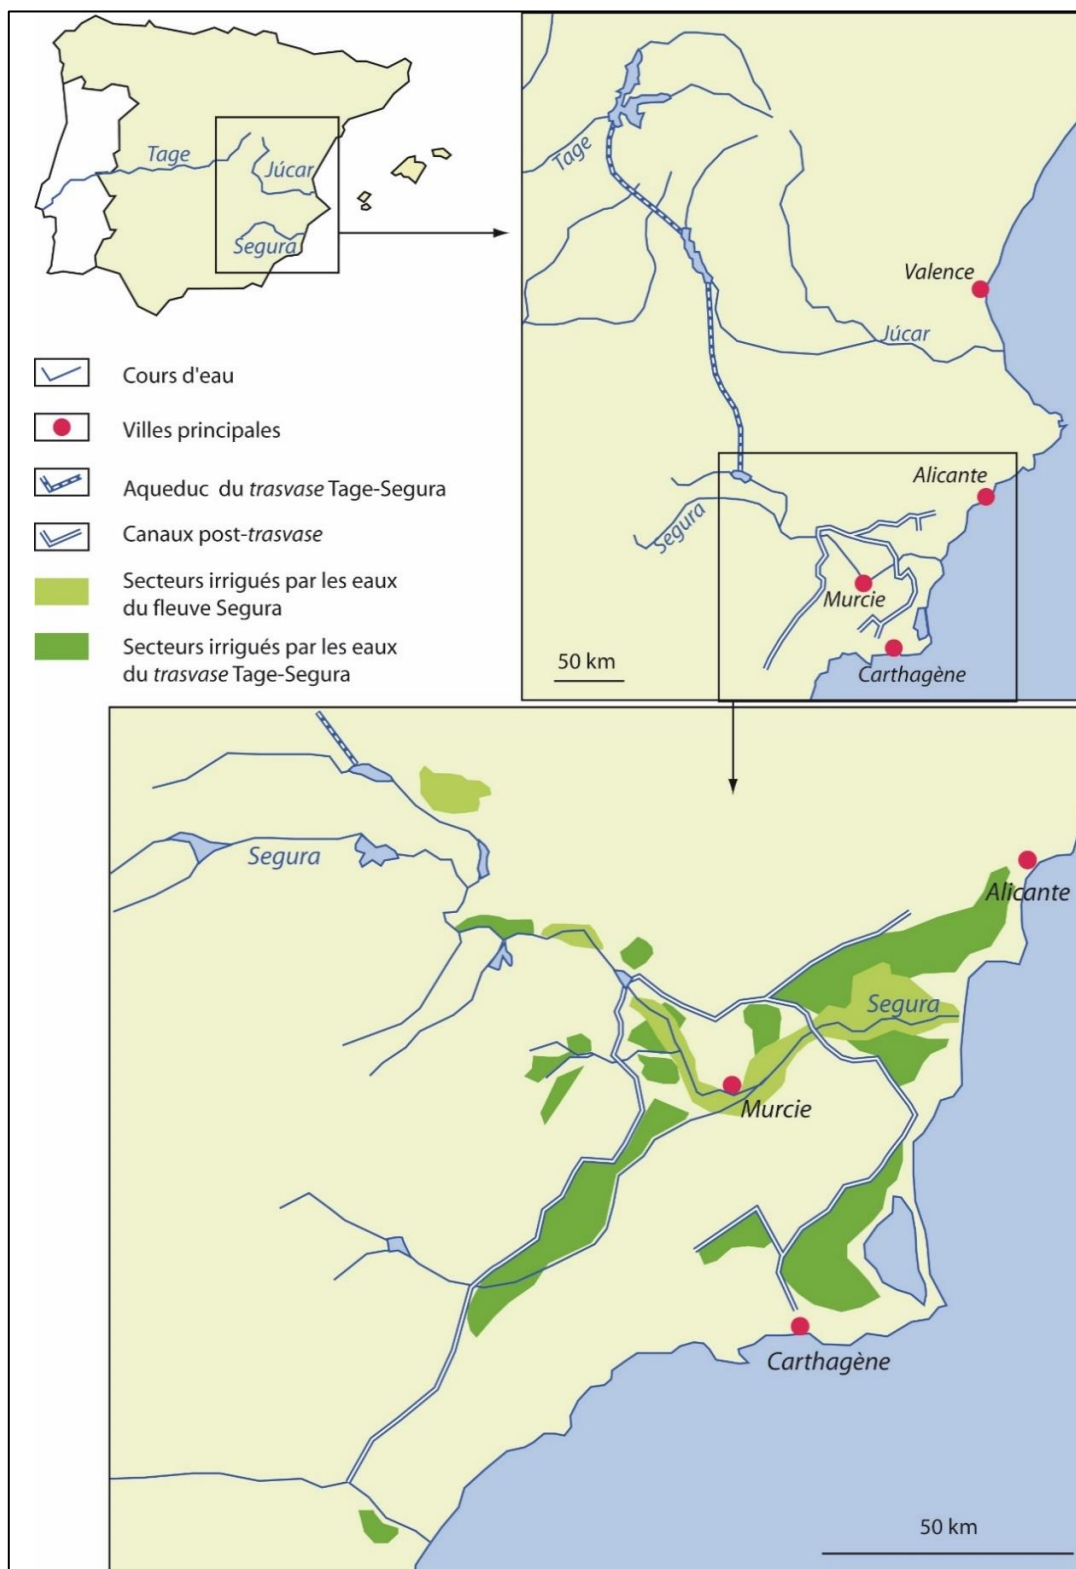 Tage
Júcar
Segura
Cours d'eau
Villes principales
Aqueduc du trasvase Tage-Segura
Canaux post-trasvase
Secteurs irrigués par les eaux
du fleuve Segura
Secteurs irrigués par les eaux
du trasvase Tage-Segura
Tage
Valence
Júcar
Alicante
Segura
Murcie
50 km
Carthagène
Segura
Alicante
Segura
Murcie
Carthagène
50 km